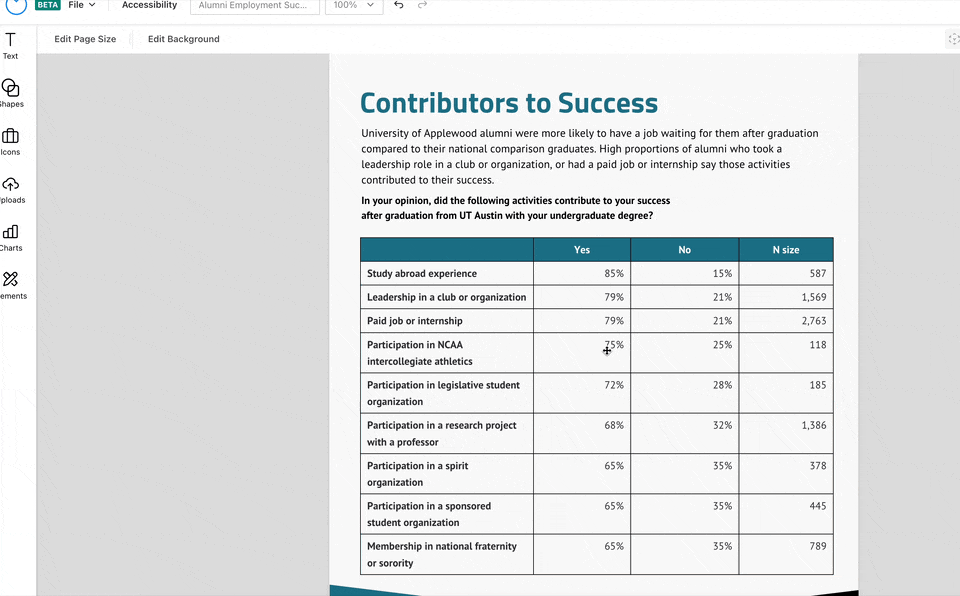 BETA File Accessibility Alumni Employment Suc... 100%
Edit Page Size Edit Background
Text
Shapes
Icons
Uploads
Charts
ements
Contributors to Success
University of Applewood alumni were more likely to have a job waiting for them after graduation
compared to their national comparison graduates. High proportions of alumni who took a
leadership role in a club or organization, or had a paid job or internship say those activities
contributed to their success.
In your opinion, did the following activities contribute to your success
after graduation from UT Austin with your undergraduate degree?
Yes No N size
Study abroad experience 85% 15% 587
Leadership in a club or organization 79% 21% 1,569
Paid job or internship 79% 21% 2,763
Participation in NCAA 75% 25% 118
intercollegiate athletics
Participation in legislative student 72% 28% 185
organization
Participation in a research project 68% 32% 1,386
with a professor
Participation in a spirit 65% 35% 378
organization
Participation in a sponsored 65% 35% 445
student organization
Membership in national fraternity 65% 35% 789
or sorority